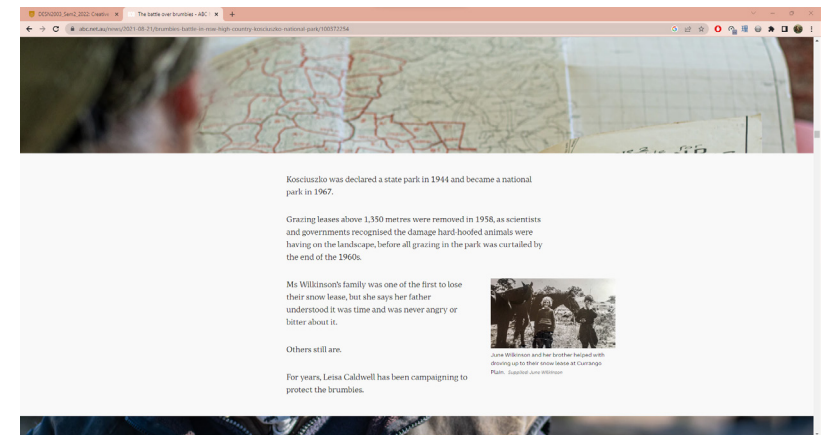 DESN2003_Sem2_2022: Creative
The battle over brumbies - ABC
abc.net.au/news/2021-08-21/brumbies-battle-in-nsw-high-country-kosciuszko-national-park/100372294
Kosciuszko was declared a state park in 1944 and became a national
park in 1967.
Grazing leases above 1,350 metres were removed in 1958, as scientists
and governments recognised the damage hard-hoofed animals were
having on the landscape, before all grazing in the park was curtailed by
the end of the 1960s.
Ms Wilkinson's family was one of the first to lose
their snow lease, but she says her father
understood it was time and was never angry or
bitter about it.
Others still are.
For years, Leisa Caldwell has been campaigning to
protect the brumbies.
June Wilkinson and her brother helped with
droving up to their snow lease at Currango
Plain. Supplied: June Wilkinson